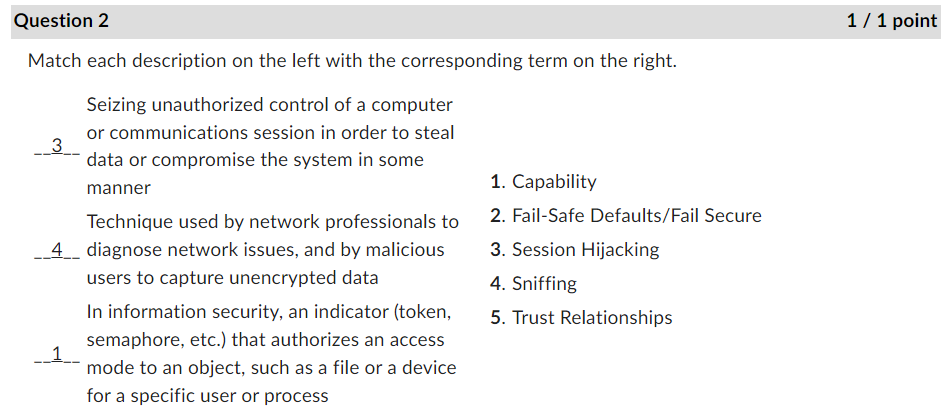 Question 2 1 / 1 point
Match each description on the left with the corresponding term on the right.
Seizing unauthorized control of a computer
or communications session in order to steal
__3__ data or compromise the system in some
manner
Technique used by network professionals to
__4__ diagnose network issues, and by malicious
users to capture unencrypted data
In information security, an indicator (token,
semaphore, etc.) that authorizes an access
__1__ mode to an object, such as a file or a device
for a specific user or process
1. Capability
2. Fail-Safe Defaults/Fail Secure
3. Session Hijacking
4. Sniffing
5. Trust Relationships